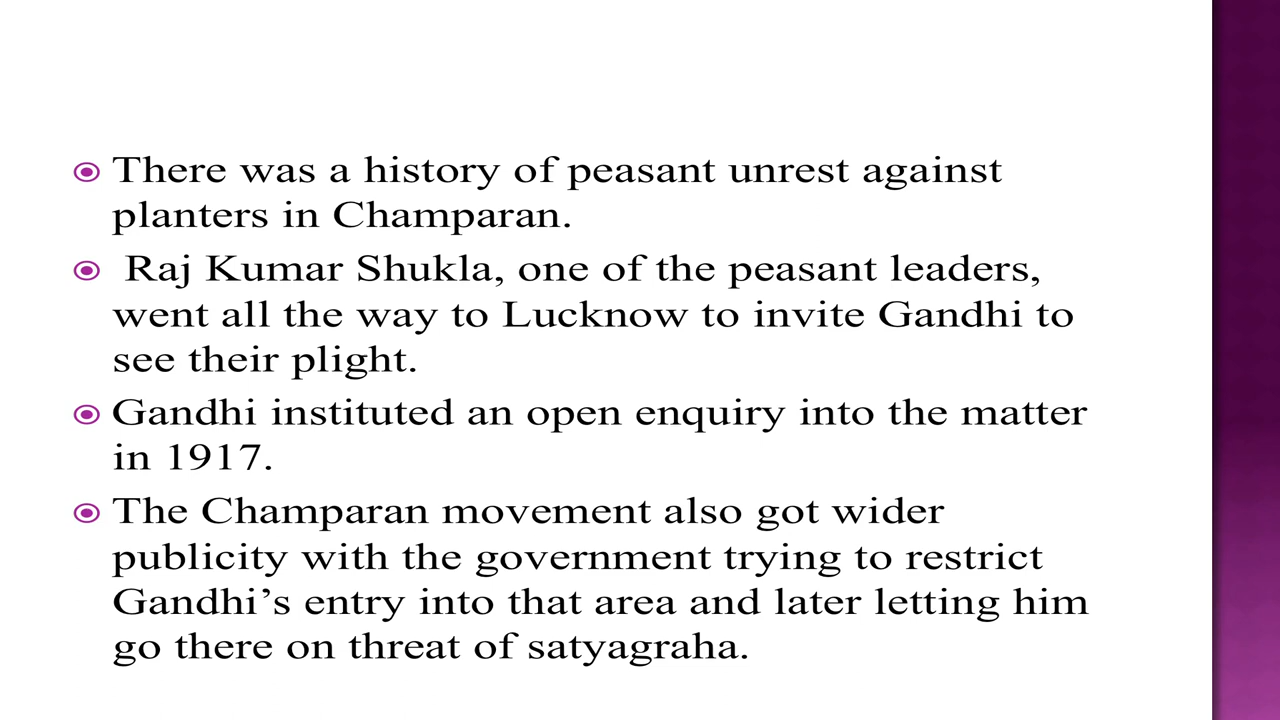 There was a history of peasant unrest against
planters in Champaran.
Raj Kumar Shukla, one of the peasant leaders,
went all the way to Lucknow to invite Gandhi to
see their plight.
Gandhi instituted an open enquiry into the matter
in 1917.
The Champaran movement also got wider
publicity with the government trying to restrict
Gandhi’s entry into that area and later letting him
go there on threat of satyagraha.